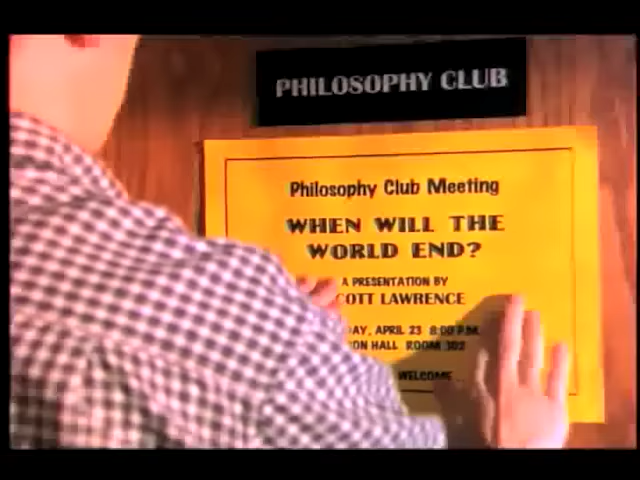 PHILOSOPHY CLUB
Philosophy Club Meeting
WHEN WILL THE
WORLD END?
A PRESENTATION BY
COTT LAWRENCE
DAY, APRIL 23 8:00 P.M.
ON HALL ROOM 302
WELCOME